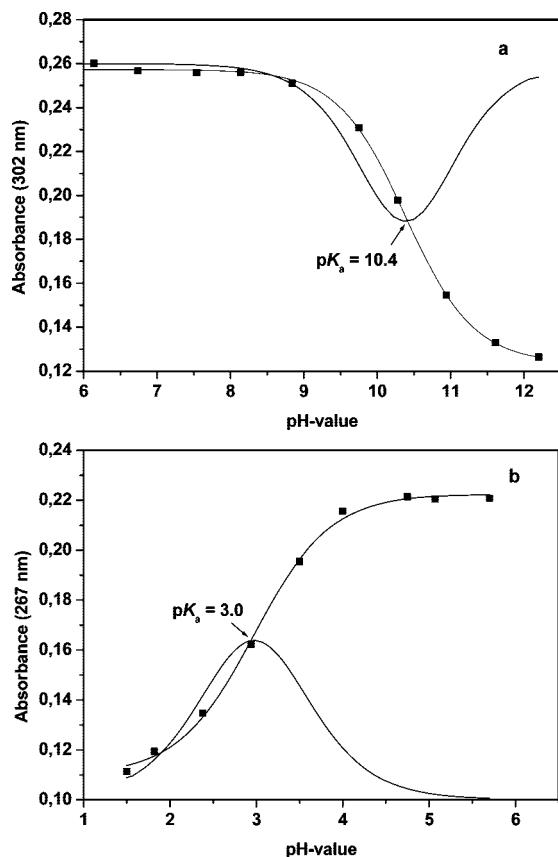 a
0,28
0,26
0,24
0,22
0,20
0,18
0,16
0,14
0,12
Absorbance (302 nm)
pKa = 10.4
6 7 8 9 10 11 12
pH-value
b
0,24
0,22
0,20
0,18
0,16
0,14
0,12
0,10
Absorbance (267 nm)
pKa = 3.0
1 2 3 4 5 6
pH-value